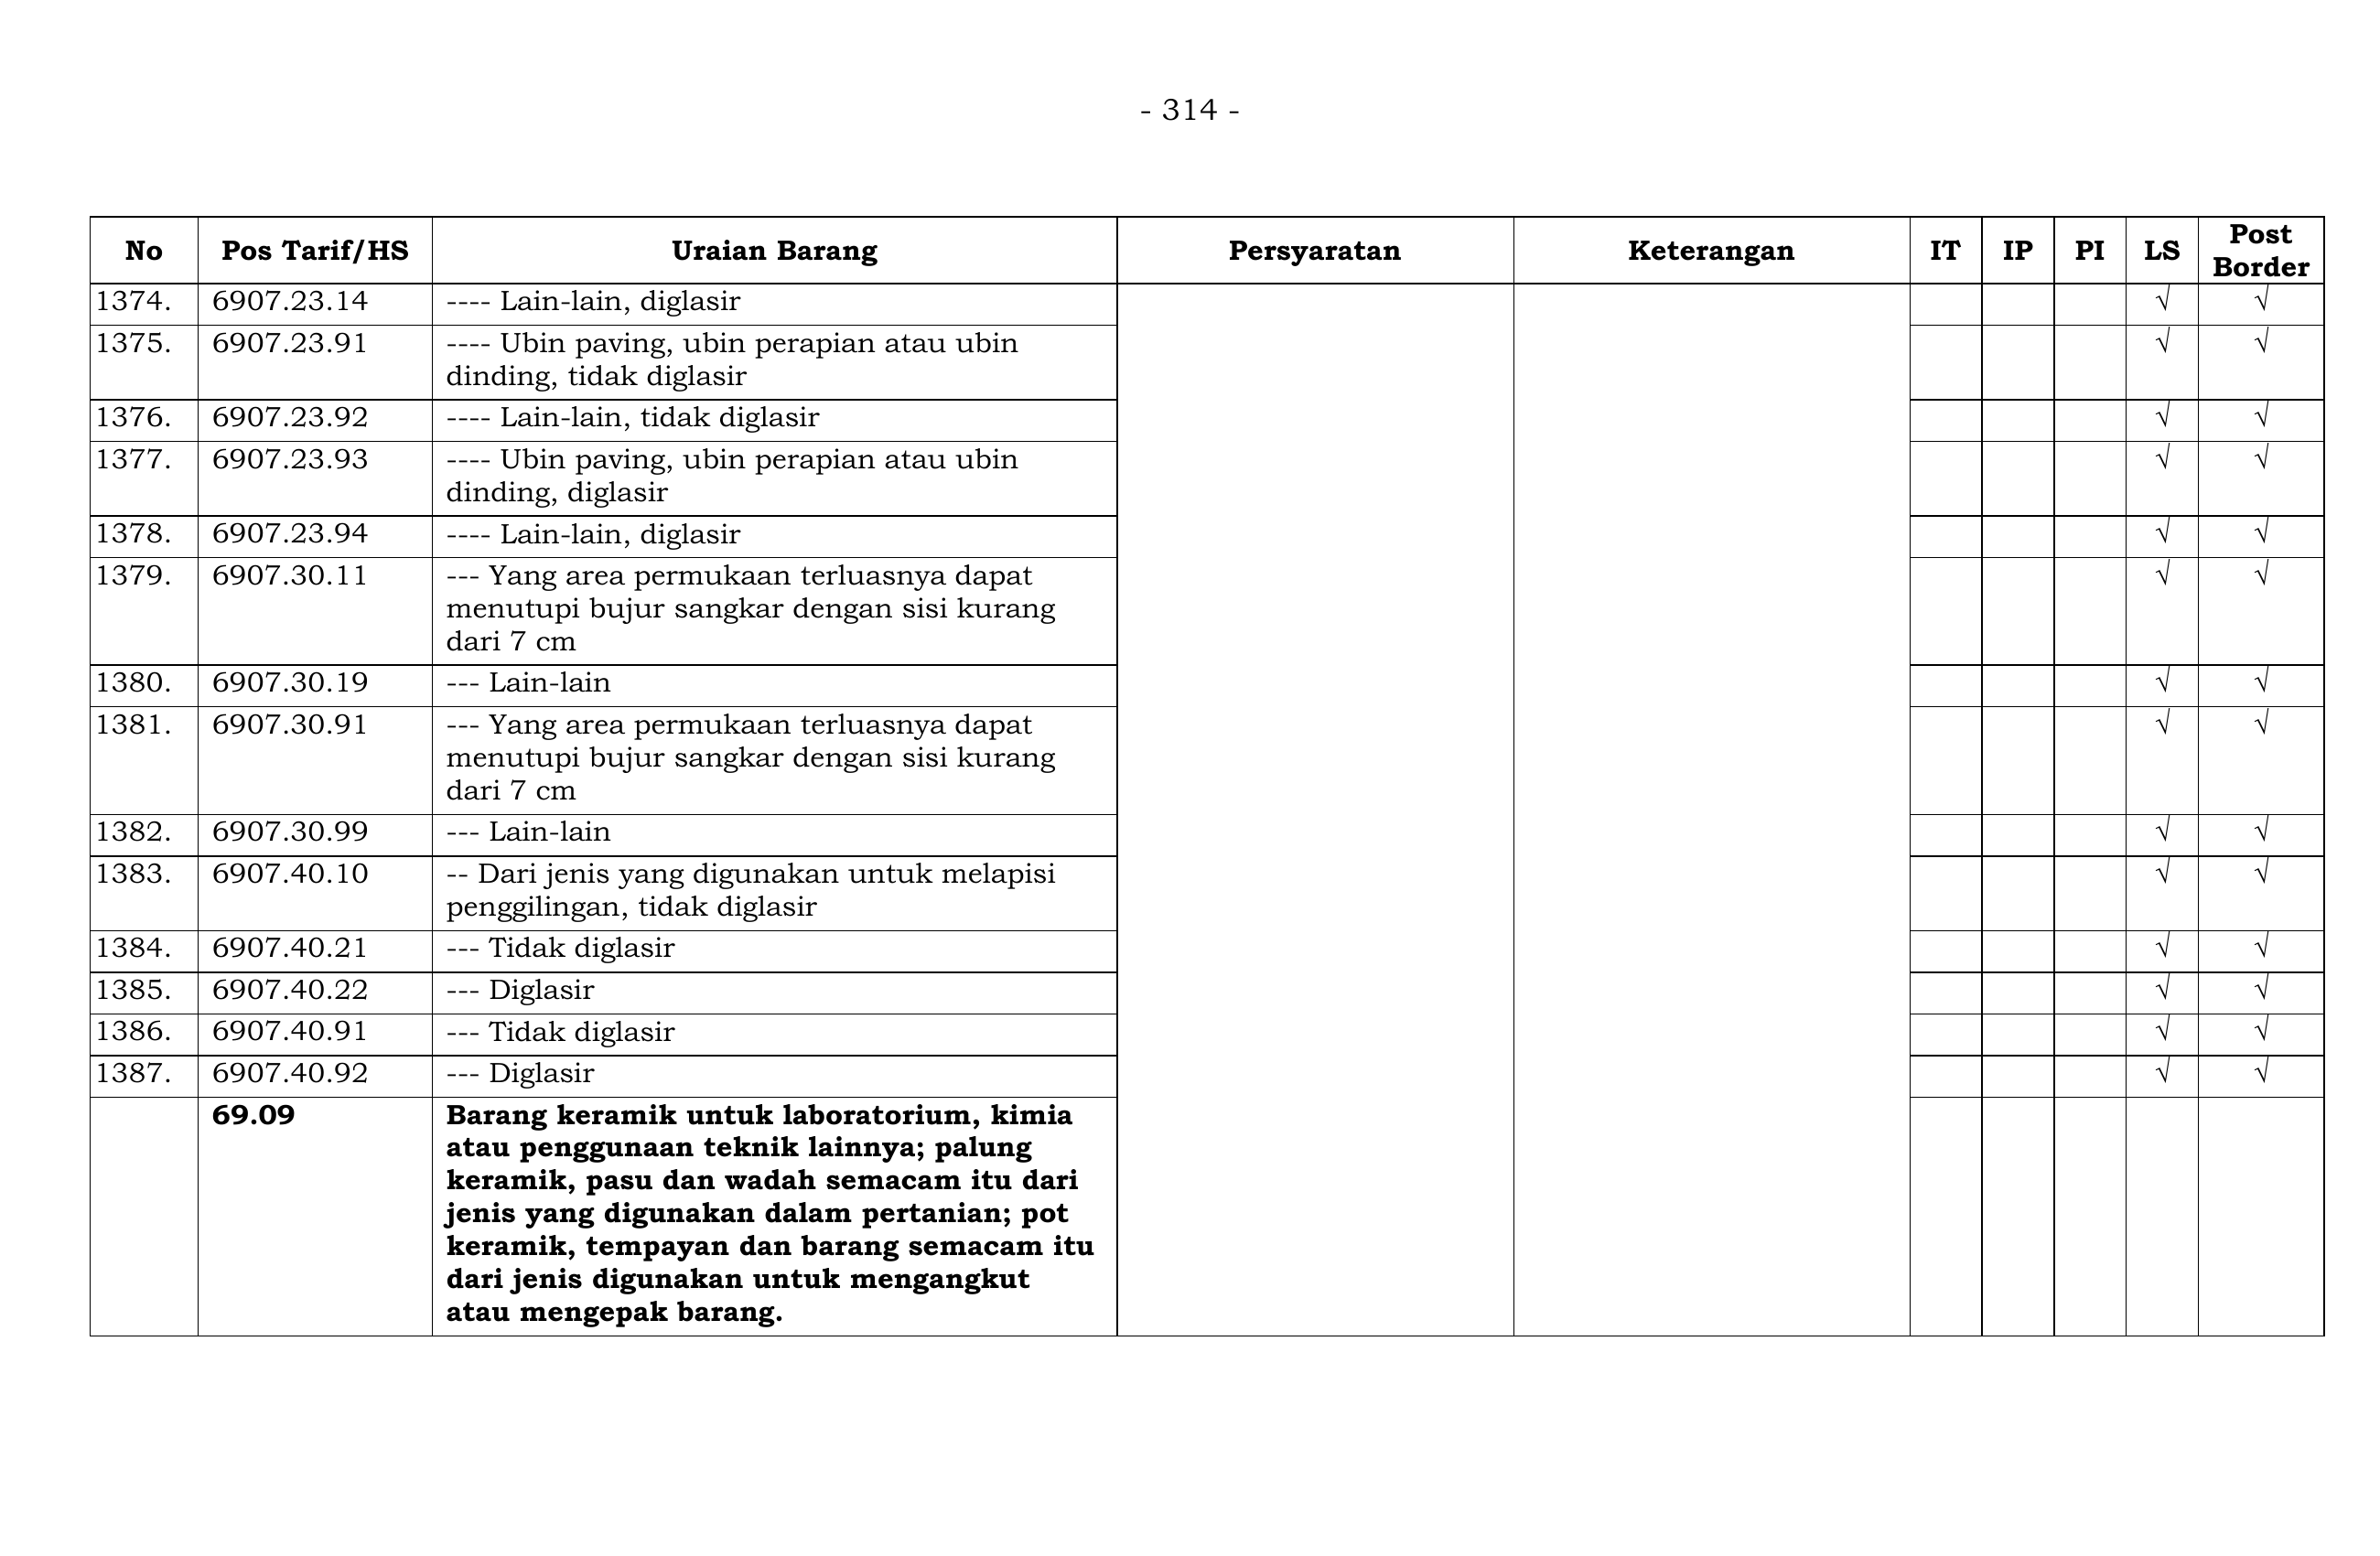 - 314 -
No Pos Tarif/HS Uraian Barang Persyaratan Keterangan IT IP PI LS Post
Border
1374. 6907.23.14 ---- Lain-lain, diglasir √ √
1375. 6907.23.91 ---- Ubin paving, ubin perapian atau ubin √ √
dinding, tidak diglasir
1376. 6907.23.92 ---- Lain-lain, tidak diglasir √ √
1377. 6907.23.93 ---- Ubin paving, ubin perapian atau ubin √ √
dinding, diglasir
1378. 6907.23.94 ---- Lain-lain, diglasir √ √
1379. 6907.30.11 --- Yang area permukaan terluasnya dapat √ √
menutupi bujur sangkar dengan sisi kurang
dari 7 cm
1380. 6907.30.19 --- Lain-lain √ √
1381. 6907.30.91 --- Yang area permukaan terluasnya dapat √ √
menutupi bujur sangkar dengan sisi kurang
dari 7 cm
1382. 6907.30.99 --- Lain-lain √ √
1383. 6907.40.10 -- Dari jenis yang digunakan untuk melapisi √ √
penggilingan, tidak diglasir
1384. 6907.40.21 --- Tidak diglasir √ √
1385. 6907.40.22 --- Diglasir √ √
1386. 6907.40.91 --- Tidak diglasir √ √
1387. 6907.40.92 --- Diglasir √ √
69.09 Barang keramik untuk laboratorium, kimia
atau penggunaan teknik lainnya; palung
keramik, pasu dan wadah semacam itu dari
jenis yang digunakan dalam pertanian; pot
keramik, tempayan dan barang semacam itu
dari jenis digunakan untuk mengangkut
atau mengepak barang.